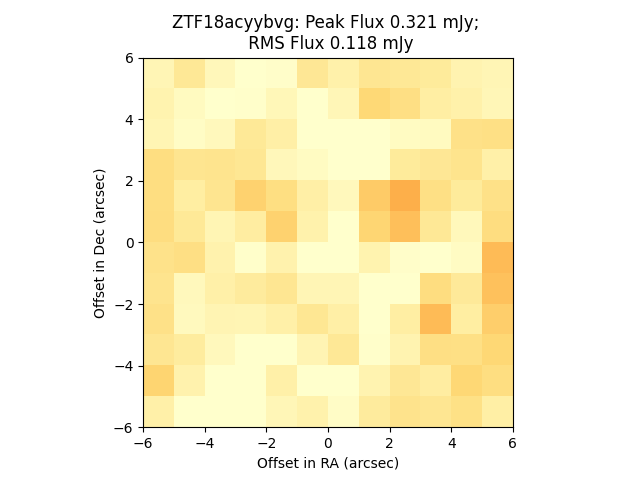 ZTF18acyybvg: Peak Flux 0.321 mJy;
RMS Flux 0.118 mJy
6
4
2
0
−2
−4
−6
Offset in Dec (arcsec)
−6 −4 −2 0 2 4 6
Offset in RA (arcsec)